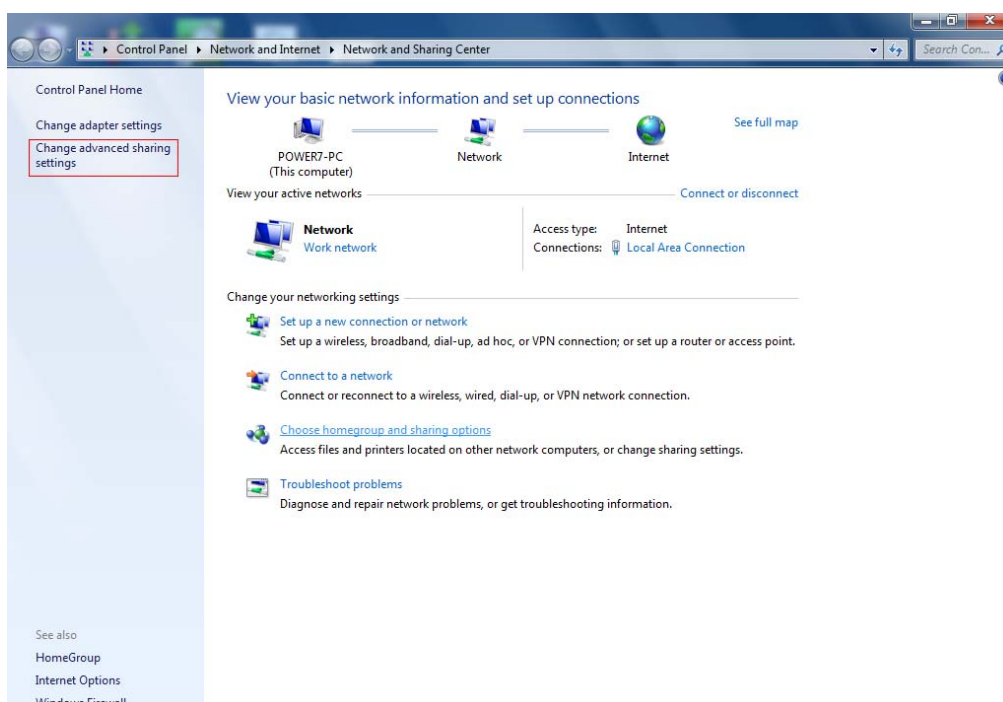 Control Panel ▸ Network and Internet ▸ Network and Sharing Center
Search Con...
Control Panel Home
Change adapter settings
Change advanced sharing
settings
View your basic network information and set up connections
See full map
POWER7-PC
(This computer)
Network
Internet
View your active networks
Connect or disconnect
Network
Work network
Access type: Internet
Connections: Local Area Connection
Change your networking settings
Set up a new connection or network
Set up a wireless, broadband, dial-up, ad hoc, or VPN connection; or set up a router or access point.
Connect to a network
Connect or reconnect to a wireless, wired, dial-up, or VPN network connection.
Choose homegroup and sharing options
Access files and printers located on other network computers, or change sharing settings.
Troubleshoot problems
Diagnose and repair network problems, or get troubleshooting information.
See also
HomeGroup
Internet Options
Windows Firewall